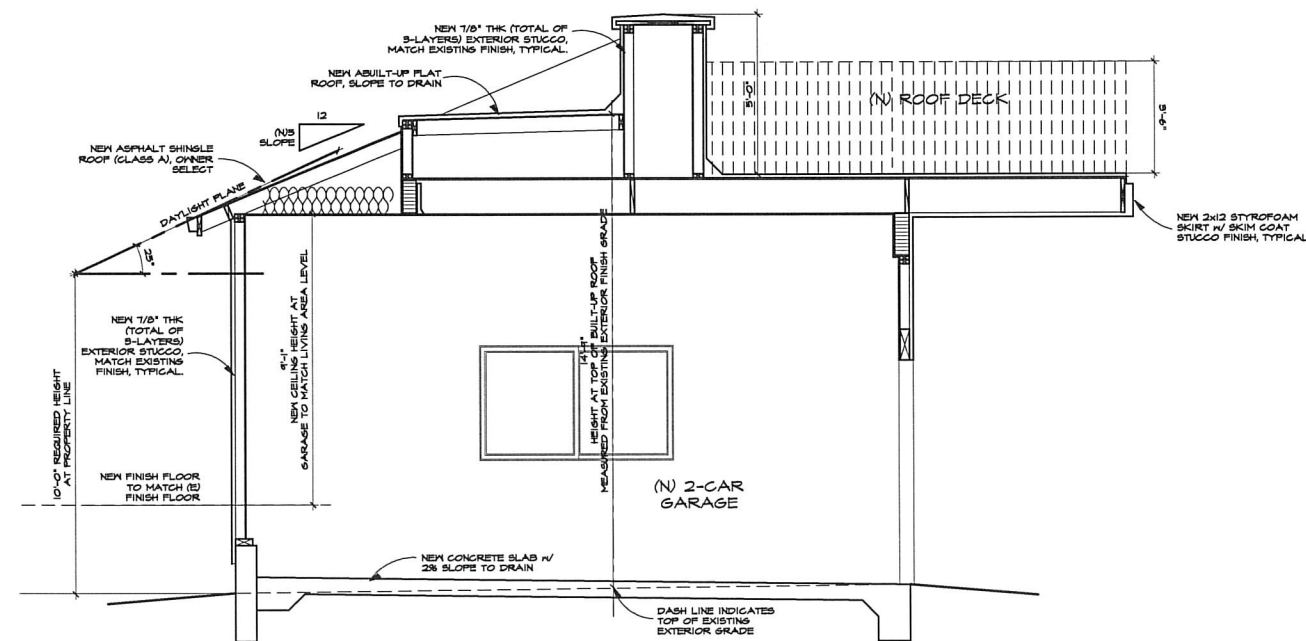 NEW 7/8" THK (TOTAL OF
3-LAYERS) EXTERIOR STUCCO,
MATCH EXISTING FINISH, TYPICAL.
NEW ABUILT-UP FLAT
ROOF, SLOPE TO DRAIN
12
(N)5
SLOPE
NEW ASPHALT SHINGLE
ROOF (CLASS A), OWNER
SELECT
DAYLIGHT PLANE
25°
5'-0"
(N) ROOF DECK
3'-6"
NEW 2x12 STYROFOAM
SKIRT w/ SKIM COAT
STUCCO FINISH, TYPICAL
NEW 7/8" THK
(TOTAL OF
3-LAYERS)
EXTERIOR STUCCO,
MATCH EXISTING
FINISH, TYPICAL.
10'-0" REQUIRED HEIGHT
AT PROPERTY LINE
9'-1"
NEW CEILING HEIGHT AT
GARAGE TO MATCH LIVING AREA LEVEL
14'-9"
HEIGHT AT TOP OF BUILT-UP ROOF
MEASURED FROM EXISTING EXTERIOR FINISH GRADE
NEW FINISH FLOOR
TO MATCH (E)
FINISH FLOOR
(N) 2-CAR
GARAGE
NEW CONCRETE SLAB w/
2% SLOPE TO DRAIN
DASH LINE INDICATES
TOP OF EXISTING
EXTERIOR GRADE